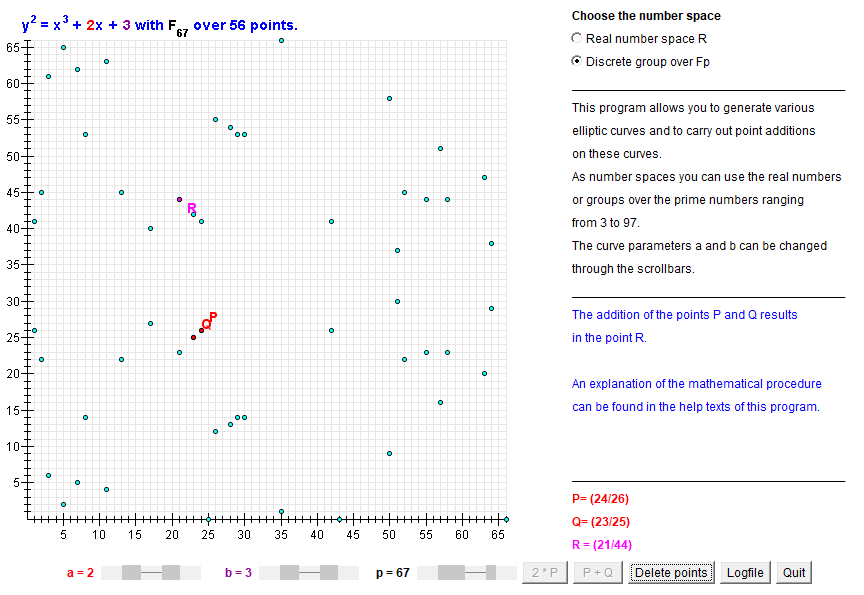 y² = x³ + 2x + 3 with F₆₇ over 56 points.
65
60
55
50
45
40
35
30
25
20
15
10
5
R
P
Q
5 10 15 20 25 30 35 40 45 50 55 60 65
Choose the number space
Real number space R
Discrete group over Fp
This program allows you to generate various
elliptic curves and to carry out point additions
on these curves.
As number spaces you can use the real numbers
or groups over the prime numbers ranging
from 3 to 97.
The curve parameters a and b can be changed
through the scrollbars.
The addition of the points P and Q results
in the point R.
An explanation of the mathematical procedure
can be found in the help texts of this program.
P= (24/26)
Q= (23/25)
R = (21/44)
a = 2 b = 3 p = 67 2 * P P + Q Delete points Logfile Quit